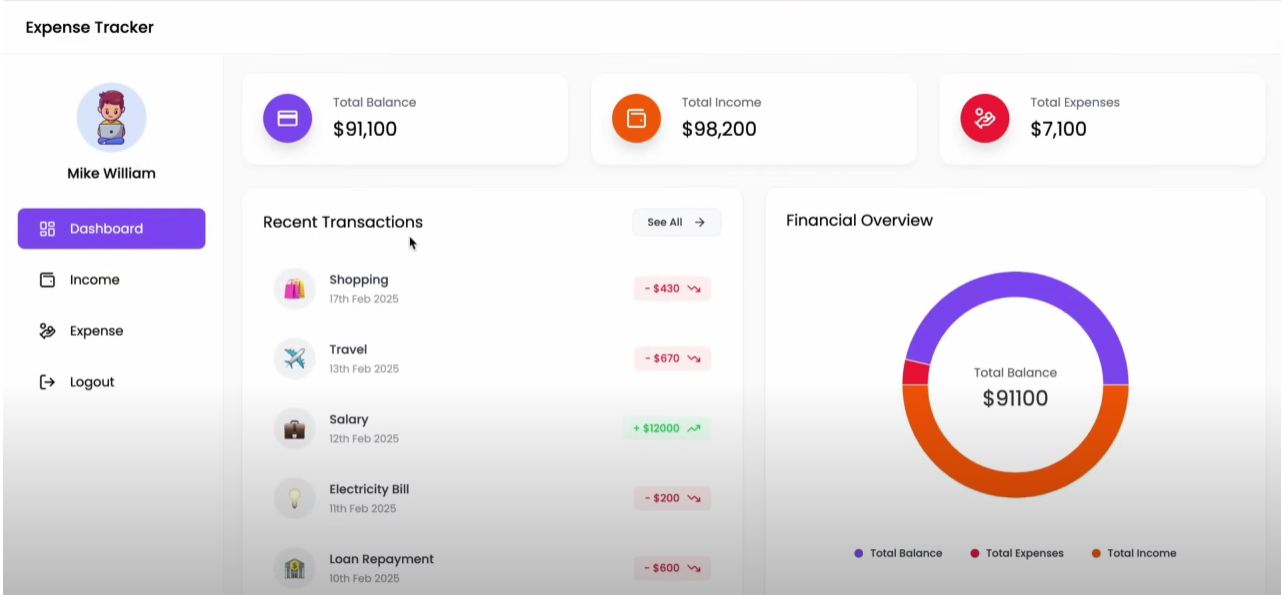 Expense Tracker
Mike William
Dashboard
Income
Expense
Logout
Total Balance
$91,100
Total Income
$98,200
Total Expenses
$7,100
Recent Transactions
See All
Shopping
17th Feb 2025
- $430
Travel
13th Feb 2025
- $670
Salary
12th Feb 2025
+ $12000
Electricity Bill
11th Feb 2025
- $200
Loan Repayment
10th Feb 2025
- $600
Financial Overview
Total Balance
$91100
Total Balance
Total Expenses
Total Income